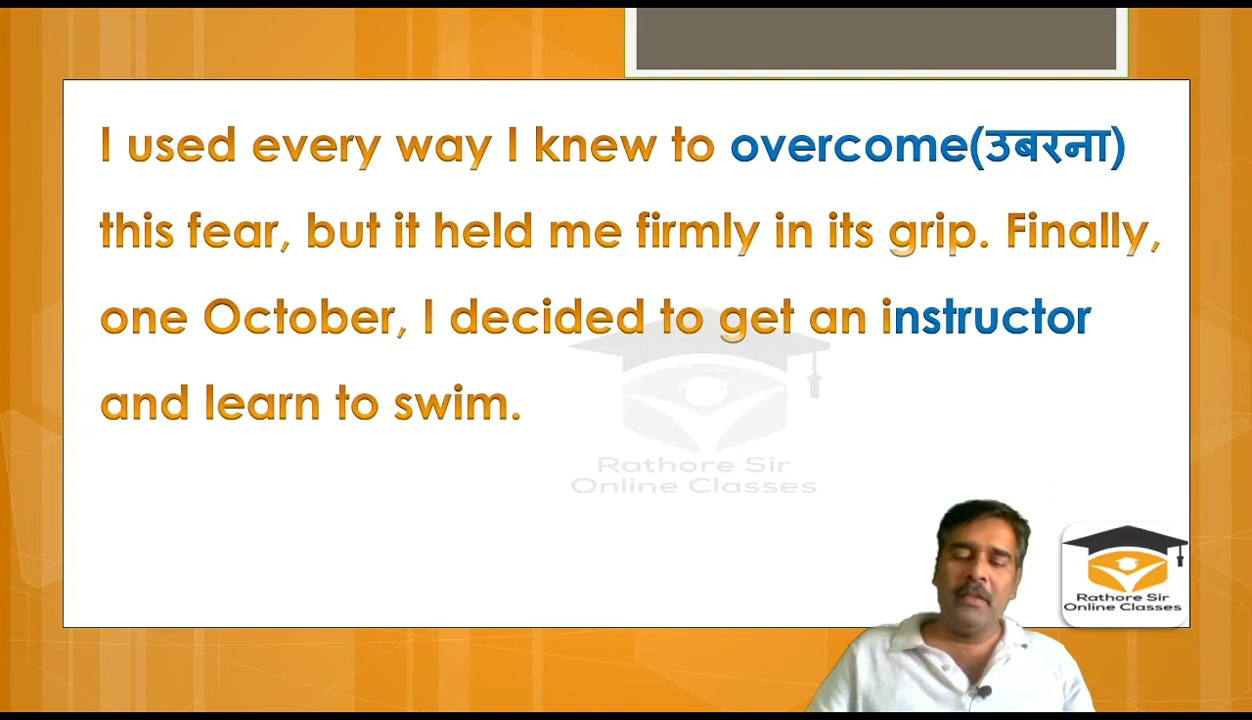 I used every way I knew to overcome(उबरना)
this fear, but it held me firmly in its grip. Finally,
one October, I decided to get an instructor
and learn to swim.
Rathore Sir
Online Classes
Rathore Sir
Online Classes